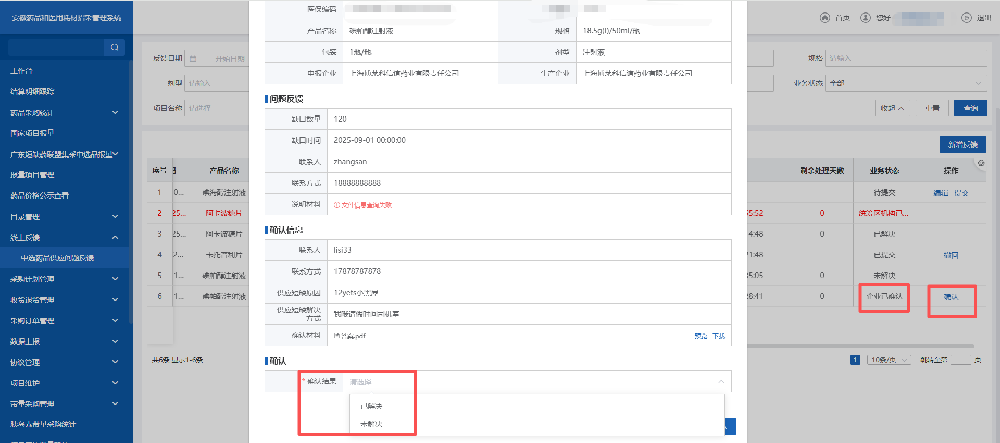 安徽药品和医用耗材招采管理系统
首页
您好
退出
工作台
结算明细跟踪
药品采购统计
国家项目报量
广东短缺药联盟集采中选品报量
报量项目管理
药品价格公示查看
目录管理
线上反馈
中选药品供应问题反馈
采购计划管理
收货退货管理
采购订单管理
数据上报
协议管理
项目维护
带量采购管理
胰岛素带量采购统计
反馈日期 开始日期
剂型 请输入
项目名称 请选择
规格 请输入
业务状态 全部
收起 重置 查询
新增反馈
序号 产品名称 剩余处理天数 业务状态 操作
1 0... 碘海醇注射液 待提交 编辑 提交
2 25... 阿卡波糖片 55:52 0 统筹区机构已...
3 25... 阿卡波糖片 14:48 0 已解决
4 2... 卡托普利片 21:48 已提交 撤回
5 1... 碘帕醇注射液 35:05 0 未解决
6 1... 碘帕醇注射液 28:41 0 企业已确认 确认
共6条 显示1-6条
1 10条/页 跳转至第 页
医保编码
产品名称 碘帕醇注射液 规格 18.5g(I)/50ml/瓶
包装 1瓶/瓶 剂型 注射液
申报企业 上海博莱科信谊药业有限责任公司 生产企业 上海博莱科信谊药业有限责任公司
问题反馈
缺口数量 120
缺口时间 2025-09-01 00:00:00
联系人 zhangsan
联系方式 18888888888
说明材料 文件信息查询失败
确认信息
联系人 lisi33
联系方式 17878787878
供应短缺原因 12yets小黑屋
供应短缺解决方式 我哦请假时间司机室
确认材料 答案.pdf 预览 下载
确认
* 确认结果 请选择
已解决
未解决